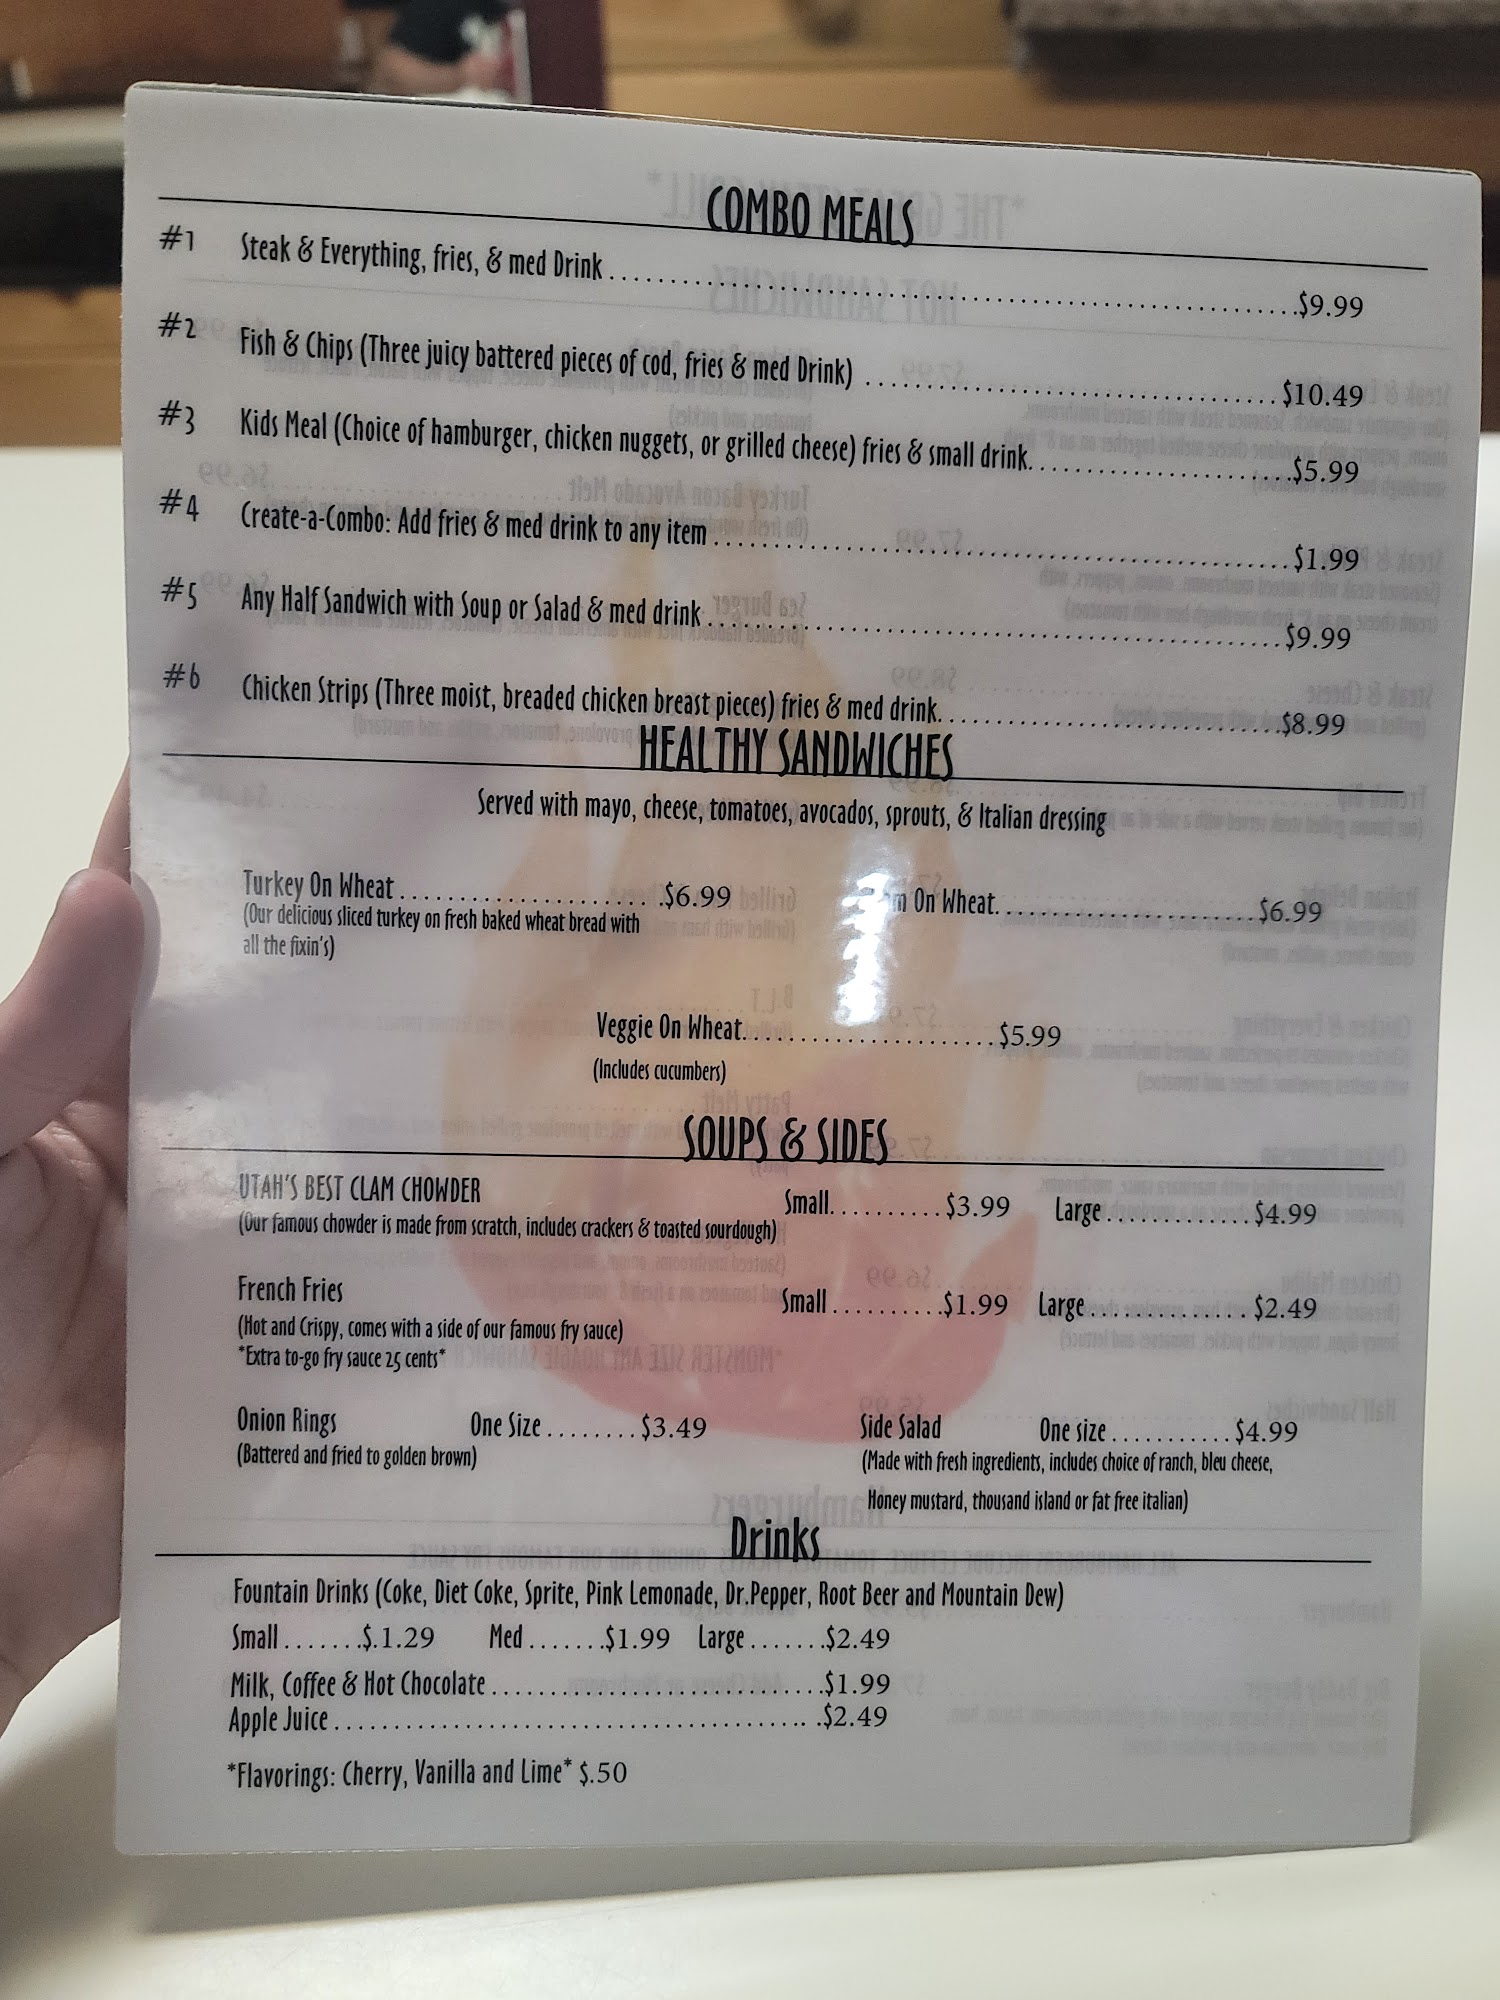 COMBO MEALS
#1 Steak & Everything, fries, & med Drink ........ $9.99
#2 Fish & Chips (Three juicy battered pieces of cod, fries & med Drink) ........ $10.49
#3 Kids Meal (Choice of hamburger, chicken nuggets, or grilled cheese) fries & small drink ........ $5.99
#4 Create-a-Combo: Add fries & med drink to any item ........ $1.99
#5 Any Half Sandwich with Soup or Salad & med drink ........ $9.99
#6 Chicken Strips (Three moist, breaded chicken breast pieces) fries & med drink ........ $8.99
HEALTHY SANDWICHES
Served with mayo, cheese, tomatoes, avocados, sprouts, & Italian dressing
Turkey On Wheat ........ $6.99
(Our delicious sliced turkey on fresh baked wheat bread with
all the fixin's)
On Wheat ........ $6.99
Veggie On Wheat ........ $5.99
(Includes cucumbers)
SOUPS & SIDES
UTAH'S BEST CLAM CHOWDER Small ........ $3.99 Large ........ $4.99
(Our famous chowder is made from scratch, includes crackers & toasted sourdough)
French Fries Small ........ $1.99 Large ........ $2.49
(Hot and Crispy, comes with a side of our famous fry sauce)
*Extra to-go fry sauce 25 cents*
Onion Rings One Size ........ $3.49
(Battered and fried to golden brown)
Side Salad One size ........ $4.99
(Made with fresh ingredients, includes choice of ranch, bleu cheese,
Honey mustard, thousand island or fat free italian)
Drinks
Fountain Drinks (Coke, Diet Coke, Sprite, Pink Lemonade, Dr.Pepper, Root Beer and Mountain Dew)
Small ....... $.1.29 Med ....... $1.99 Large ....... $2.49
Milk, Coffee & Hot Chocolate ........ $1.99
Apple Juice ........ $2.49
*Flavorings: Cherry, Vanilla and Lime* $.50